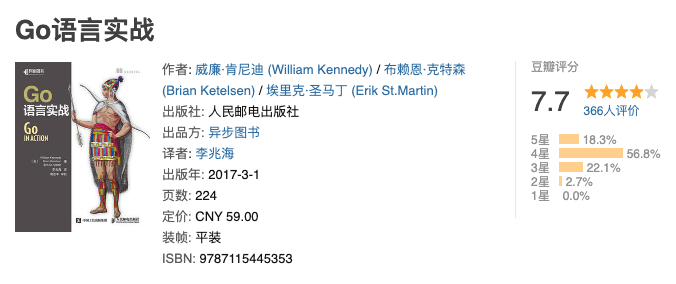 Go语言实战
异步图书
Go
语言实战
Go
IN ACTION
作者: 威廉·肯尼迪 (William Kennedy) / 布赖恩·克特森
(Brian Ketelsen) / 埃里克·圣马丁 (Erik St.Martin)
出版社: 人民邮电出版社
出品方: 异步图书
译者: 李兆海
出版年: 2017-3-1
页数: 224
定价: CNY 59.00
装帧: 平装
ISBN: 9787115445353
豆瓣评分
7.7
366人评价
5星 18.3%
4星 56.8%
3星 22.1%
2星 2.7%
1星 0.0%